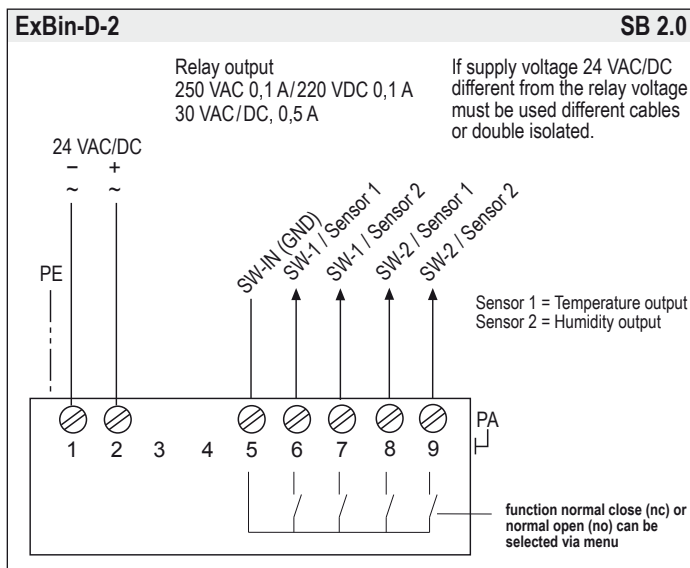 ExBin-D-2
SB 2.0
Relay output
250 VAC 0,1 A/220 VDC 0,1 A
30 VAC/DC, 0,5 A
If supply voltage 24 VAC/DC
different from the relay voltage
must be used different cables
or double isolated.
24 VAC/DC
− +
~ ~
PE
SW-IN (GND)
SW-1 / Sensor 1
SW-1 / Sensor 2
SW-2 / Sensor 1
SW-2 / Sensor 2
Sensor 1 = Temperature output
Sensor 2 = Humidity output
PA
1 2 3 4 5 6 7 8 9
function normal close (nc) or
normal open (no) can be
selected via menu